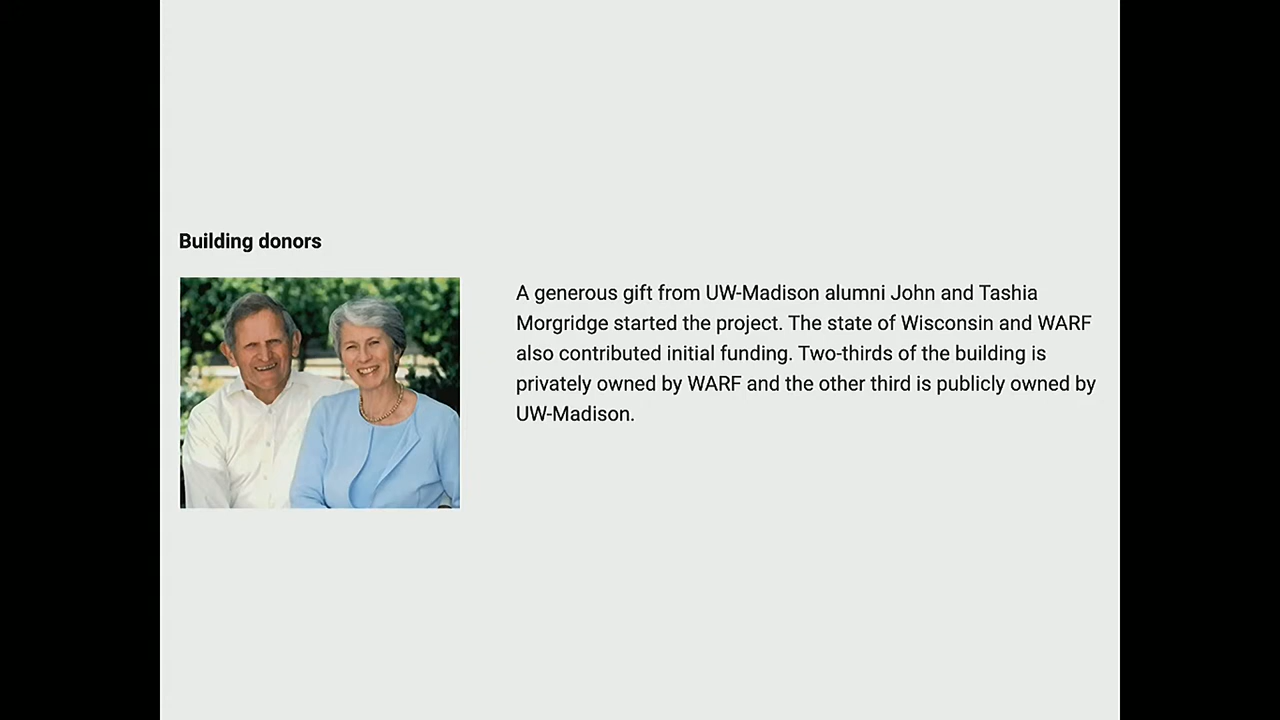 Building donors
A generous gift from UW-Madison alumni John and Tashia
Morgridge started the project. The state of Wisconsin and WARF
also contributed initial funding. Two-thirds of the building is
privately owned by WARF and the other third is publicly owned by
UW-Madison.